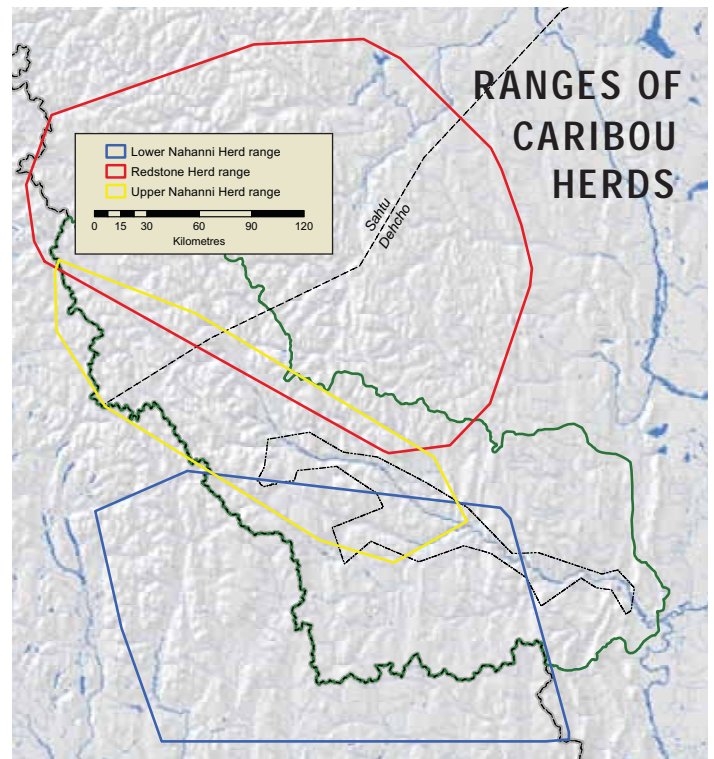 RANGES OF
CARIBOU
HERDS
Lower Nahanni Herd range
Redstone Herd range
Upper Nahanni Herd range
0 15 30 60 90 120
Kilometres
Sahtu
Dehcho